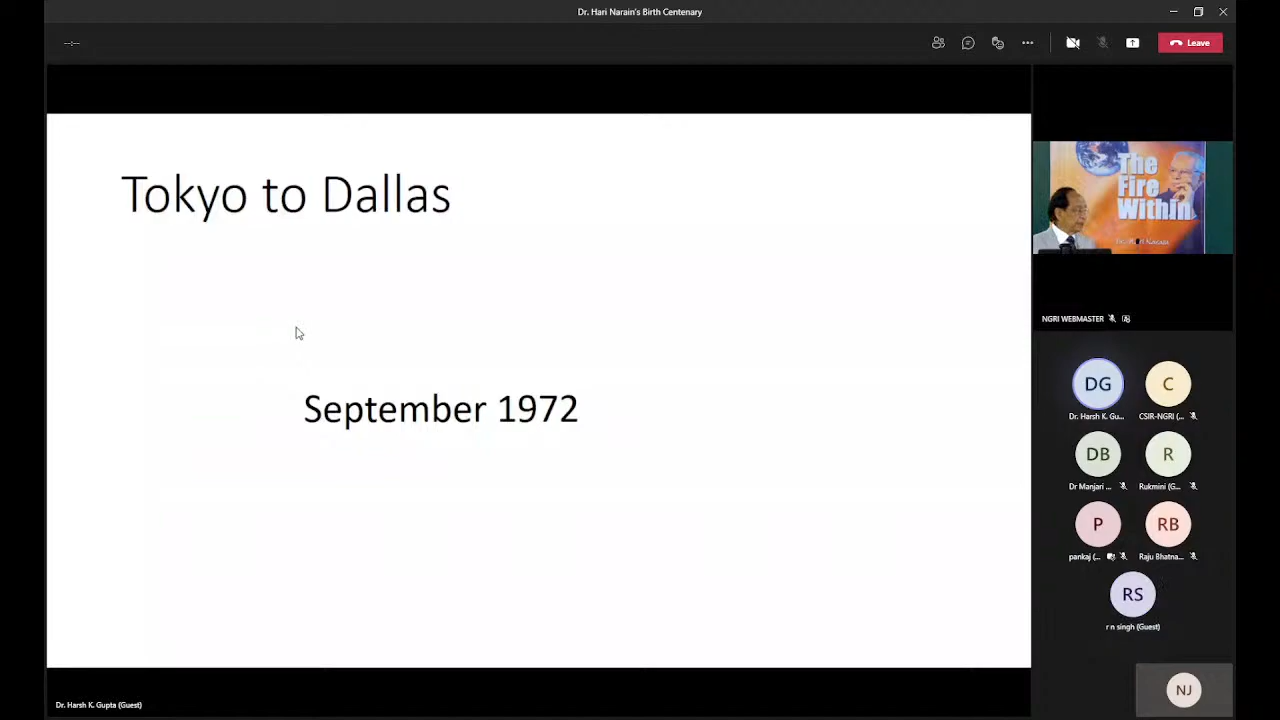 Dr. Hari Narain's Birth Centenary
Leave
Tokyo to Dallas
September 1972
The
Fire
Within
NGRI WEBMASTER
DG
C
Dr. Harsh K. Gu...
CSIR-NGRI (...
DB
R
Dr Manjari ...
Rukmini (G...
P
RB
pankaj (...
Raju Bhatna...
RS
r n singh (Guest)
NJ
Dr. Harsh K. Gupta (Guest)